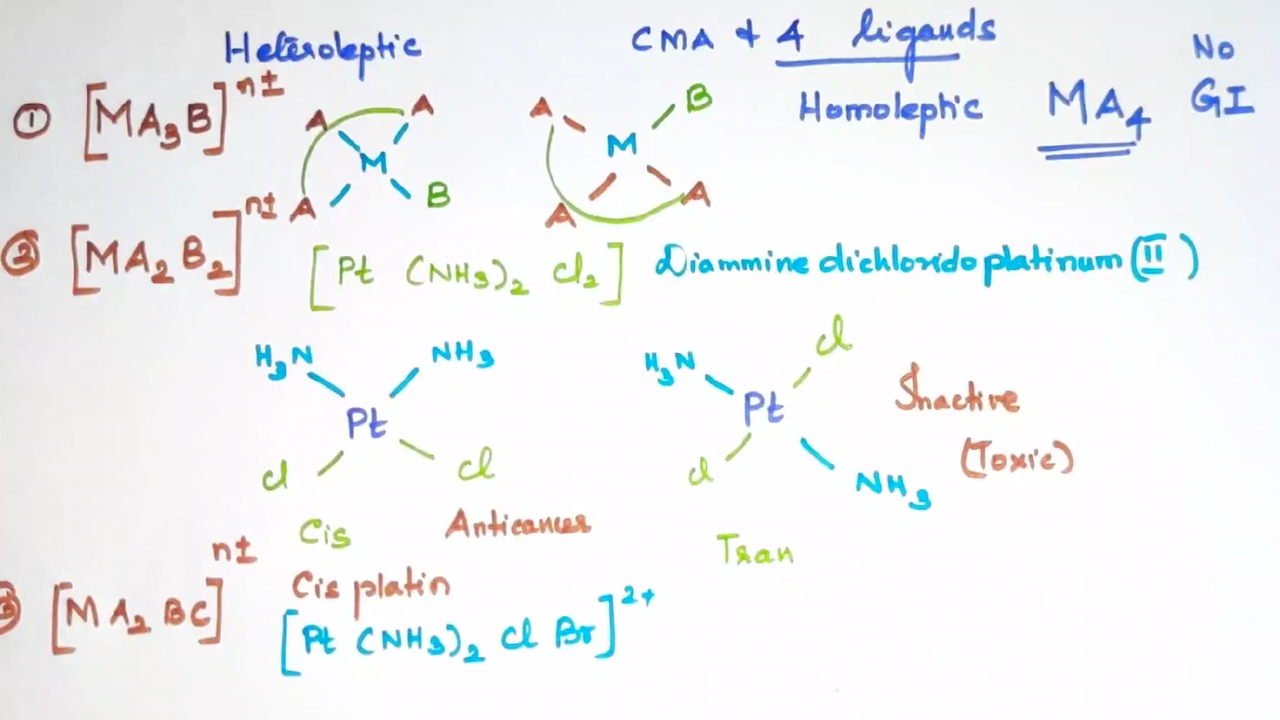 Heteroleptic
CMA & 4 ligands
No
① [MA₃B]ⁿ±
Homoleptic MA₄ GI
A A
M
A B
A B
M
A A
② [MA₂B₂]ⁿ±
[Pt (NH₃)₂ Cl₂] Diammine dichlorido platinum (II)
H₃N NH₃
Pt
Cl Cl
H₃N Cl
Pt
Cl NH₃
Inactive
(Toxic)
Cis Anticancer
Tran
Cis platin
[MA₂BC]ⁿ±
[Pt (NH₃)₂ Cl Br]²⁺